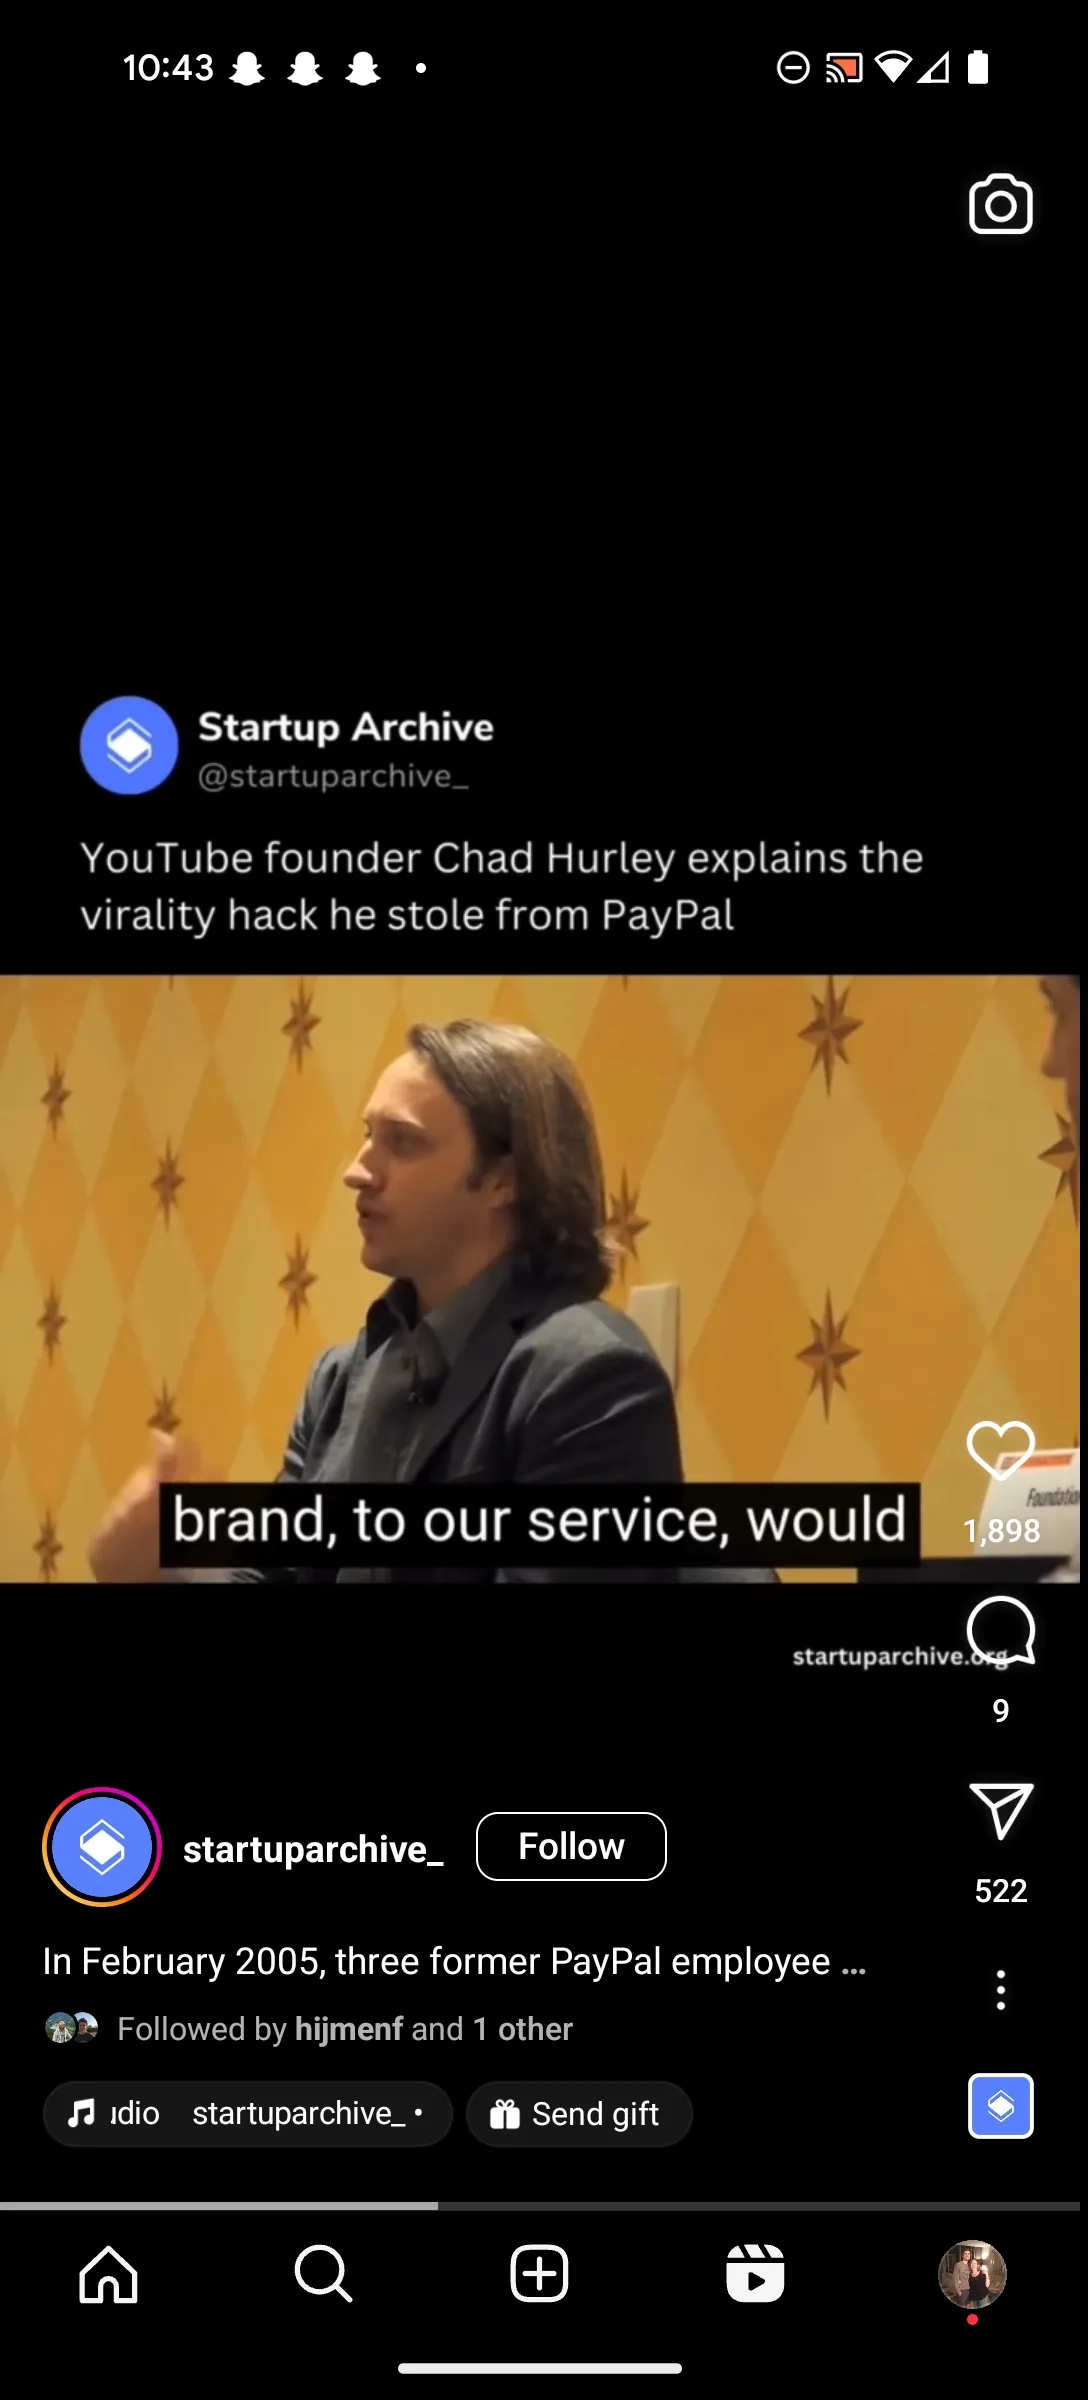 10:43
Startup Archive
@startuparchive_
YouTube founder Chad Hurley explains the
virality hack he stole from PayPal
Foundation
brand, to our service, would
1,898
startuparchive.org
9
startuparchive_
Follow
522
In February 2005, three former PayPal employee ...
Followed by hijmenf and 1 other
udio startuparchive_ •
Send gift